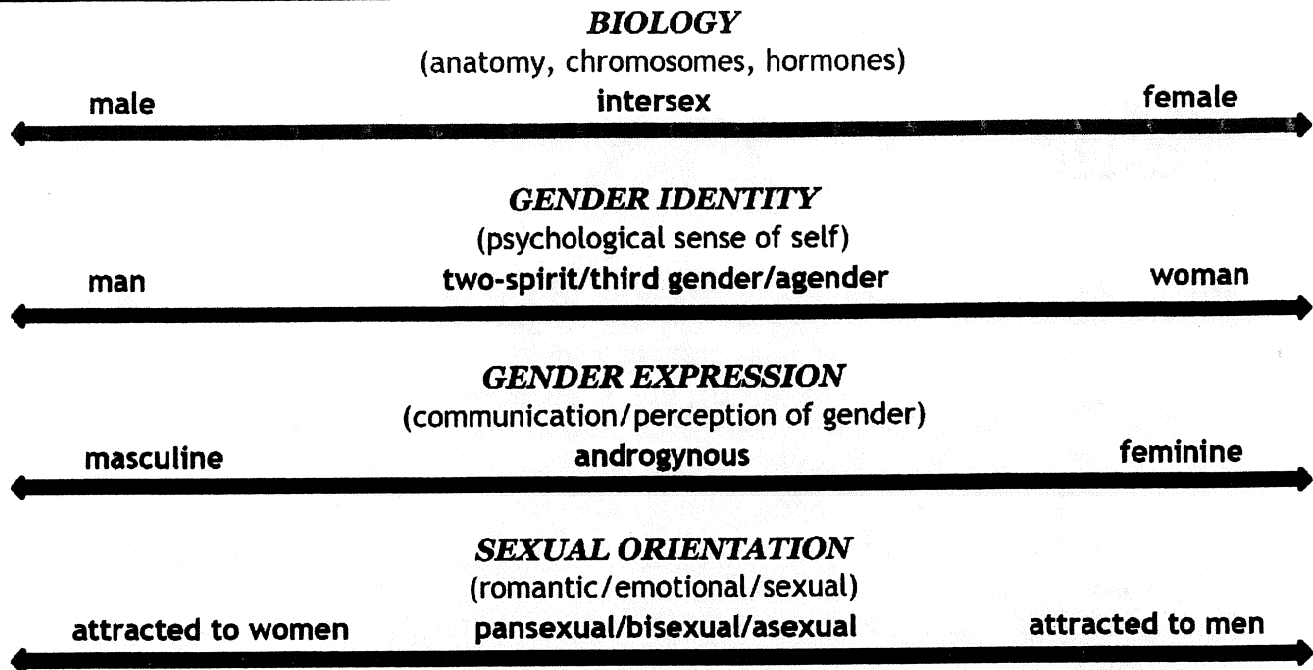 BIOLOGY
(anatomy, chromosomes, hormones)
male intersex female
GENDER IDENTITY
(psychological sense of self)
man two-spirit/third gender/agender woman
GENDER EXPRESSION
(communication/perception of gender)
masculine androgynous feminine
SEXUAL ORIENTATION
(romantic/emotional/sexual)
attracted to women pansexual/bisexual/asexual attracted to men